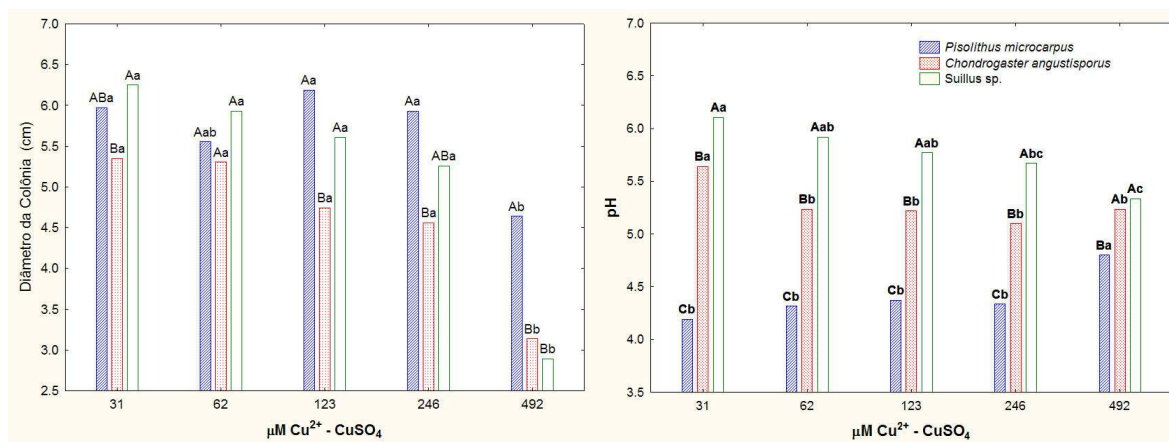 7.0
6.5
6.0
5.5
5.0
4.5
4.0
3.5
3.0
2.5
Diâmetro da Colônia (cm)
ABa
Ba
Aa
Aab
Aa
Aa
Aa
Ba
Aa
Aa
Ba
ABa
Ab
Bb
Bb
31 62 123 246 492
μM Cu²⁺ - CuSO₄
7.0
6.5
6.0
5.5
5.0
4.5
4.0
3.5
pH
Pisolithus microcarpus
Chondrogaster angustisporus
Suillus sp.
Cb
Ba
Aa
Cb
Bb
Aab
Cb
Bb
Aab
Cb
Bb
Abc
Ba
Ab
Ac
31 62 123 246 492
μM Cu²⁺ - CuSO₄